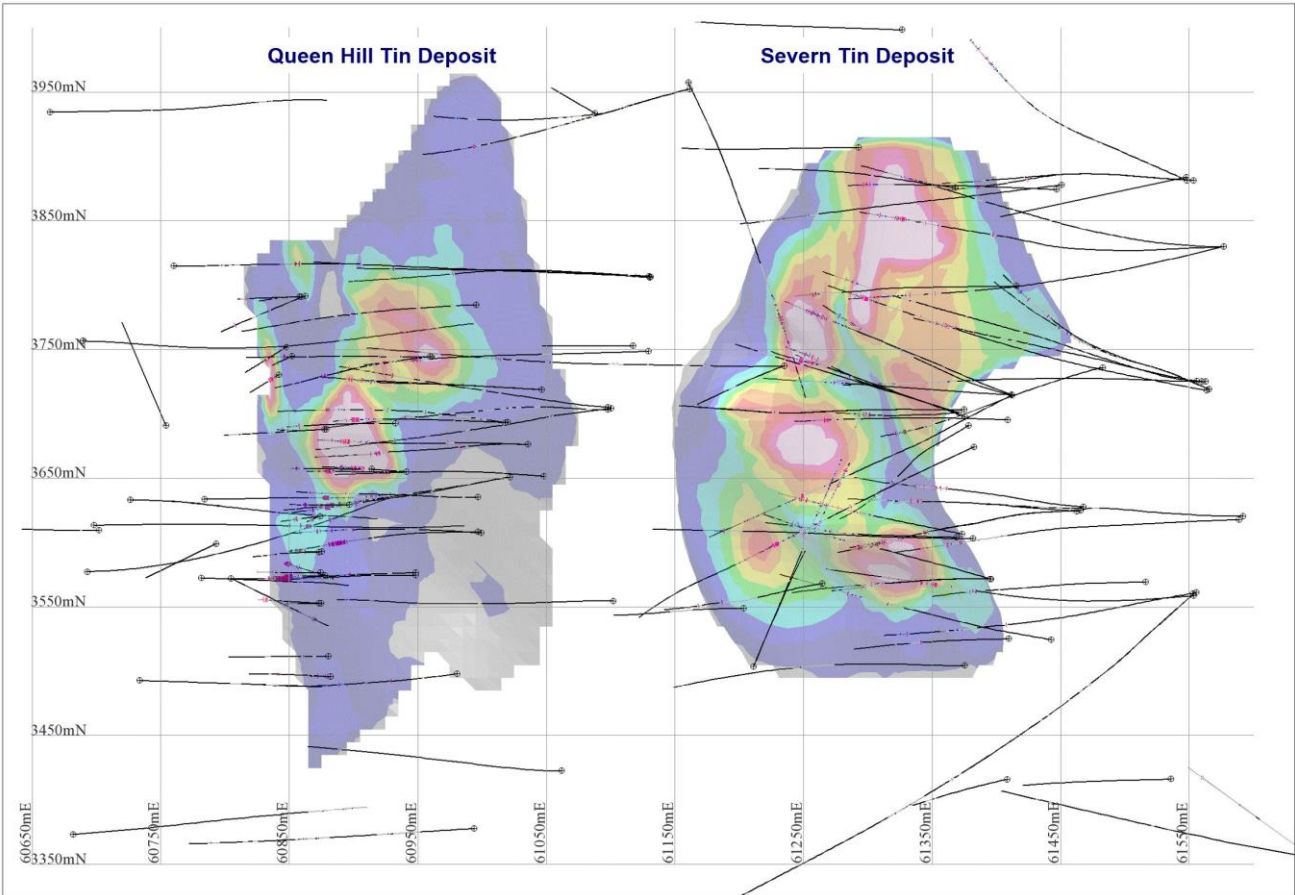 Queen Hill Tin Deposit
Severn Tin Deposit
3950mN
3850mN
3750mN
3650mN
3550mN
3450mN
3350mN
60650mE
60750mE
60850mE
60950mE
61050mE
61150mE
61250mE
61350mE
61450mE
61550mE